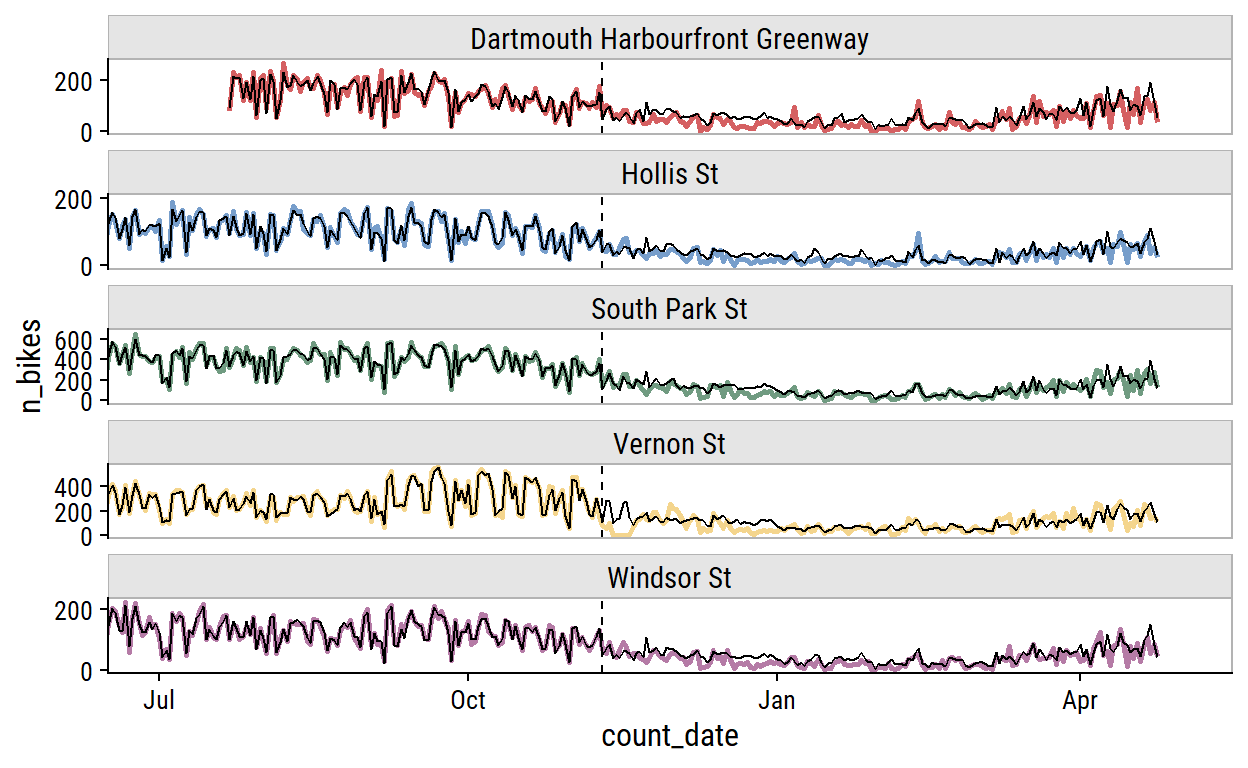 Dartmouth Harbourfront Greenway
200
0
Hollis St
200
0
South Park St
600
400
200
0
Vernon St
400
200
0
Windsor St
200
0
n_bikes
Jul Oct Jan Apr
count_date